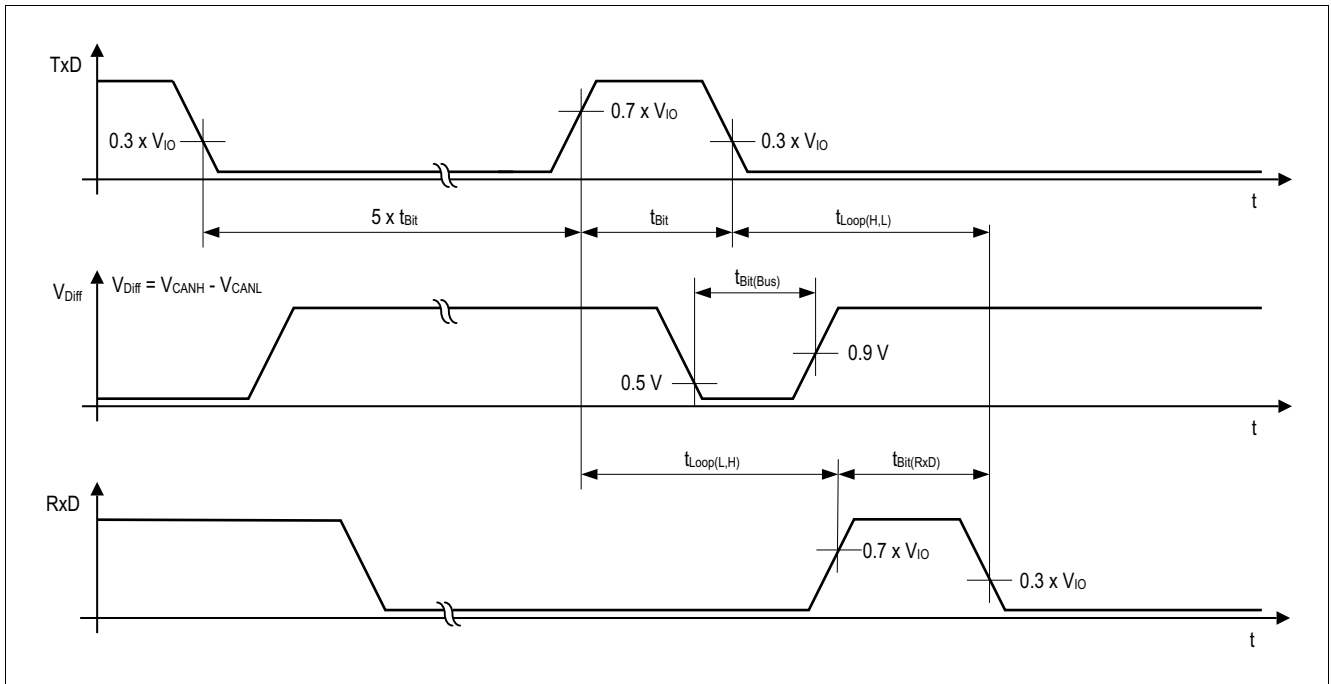 TxD
0.7 x VIO
0.3 x VIO
0.3 x VIO
t
5 x tBit
tBit
tLoop(H,L)
VDiff
VDiff = VCANH - VCANL
tBit(Bus)
0.9 V
0.5 V
t
tLoop(L,H)
tBit(RxD)
RxD
0.7 x VIO
0.3 x VIO
t